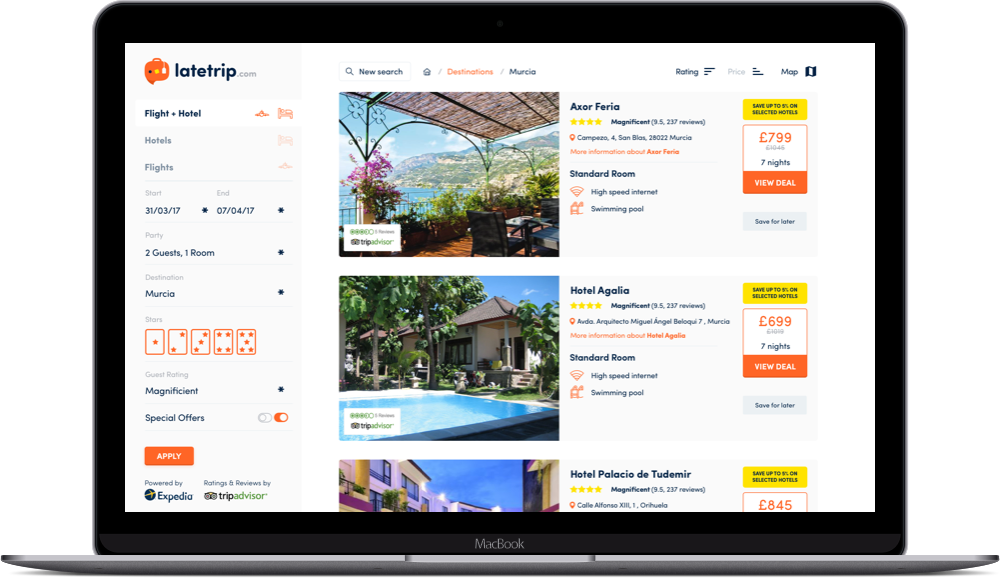 latetrip.com
Flight + Hotel
Hotels
Flights
Start
End
31/03/17
07/04/17
Party
2 Guests, 1 Room
Destination
Murcia
Stars
Guest Rating
Magnificient
Special Offers
APPLY
Powered by
Expedia
Ratings & Reviews by
tripadvisor
New search
/ Destinations / Murcia
Rating
Price
Map
Axor Feria
Magnificent (9.5, 237 reviews)
Campezo, 4, San Blas, 28022 Murcia
More information about Axor Feria
Standard Room
High speed internet
Swimming pool
Reviews
tripadvisor
SAVE UP TO 5% ON
SELECTED HOTELS
£799
£1045
7 nights
VIEW DEAL
Save for later
Hotel Agalia
Magnificent (9.5, 237 reviews)
Avda. Arquitecto Miguel Ángel Beloqui 7 , Murcia
More information about Hotel Agalia
Standard Room
High speed internet
Swimming pool
Reviews
tripadvisor
SAVE UP TO 5% ON
SELECTED HOTELS
£699
7 nights
VIEW DEAL
Save for later
Hotel Palacio de Tudemir
Magnificent (9.5, 237 reviews)
Calle Alfonso XIII, 1 , Orihuela
SAVE UP TO 5% ON
SELECTED HOTELS
£845
MacBook